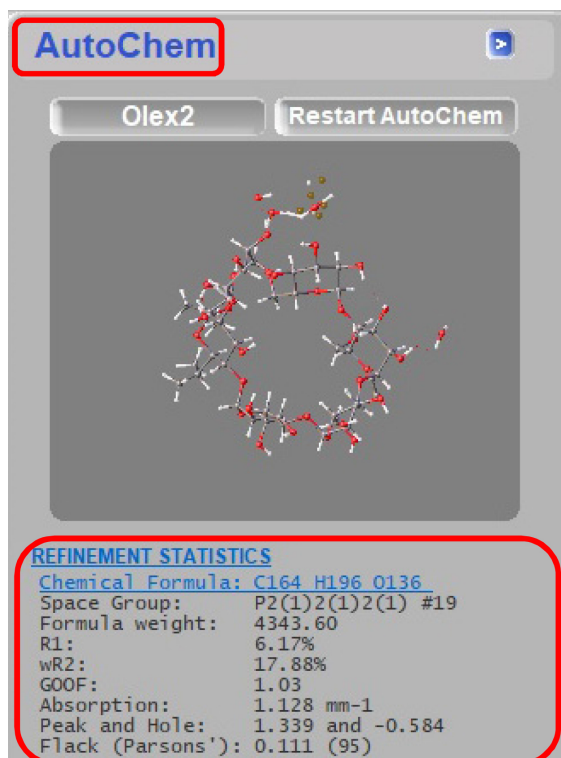 AutoChem
Olex2 Restart AutoChem
REFINEMENT STATISTICS
Chemical Formula: C164 H196 O136
Space Group: P2(1)2(1)2(1) #19
Formula weight: 4343.60
R1: 6.17%
wR2: 17.88%
GOOF: 1.03
Absorption: 1.128 mm-1
Peak and Hole: 1.339 and -0.584
Flack (Parsons'): 0.111 (95)